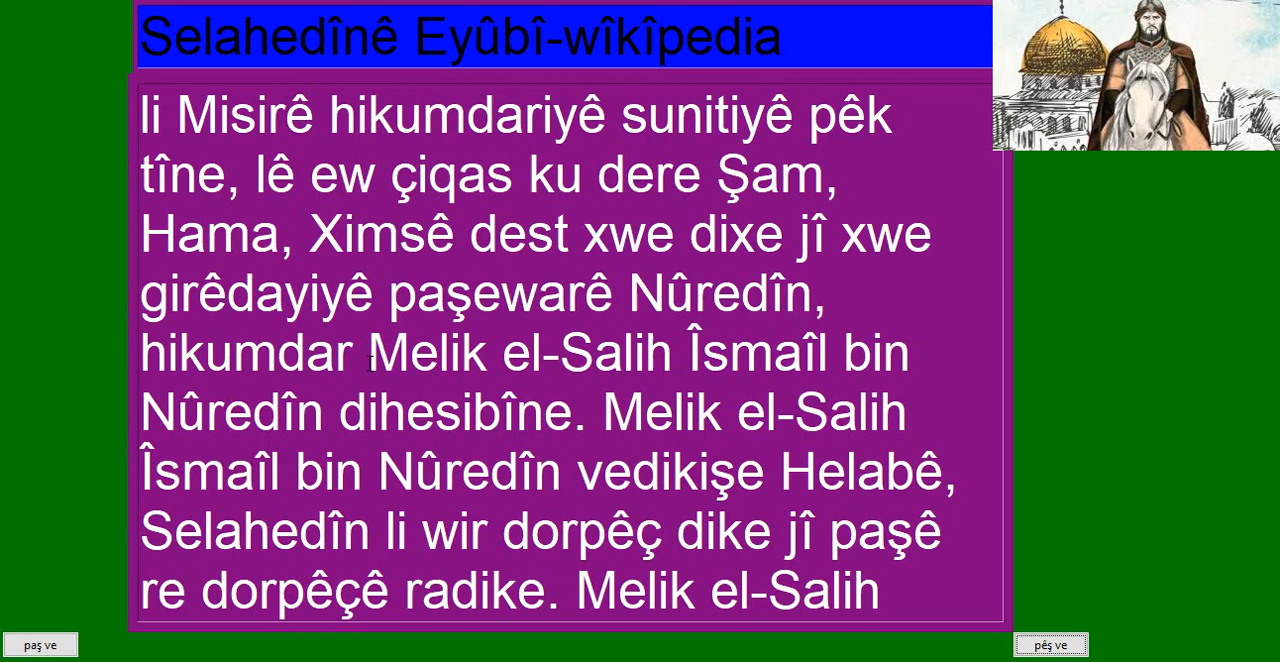 Selahedînê Eyûbî-wîkîpedia
li Misirê hikumdariyê sunitiyê pêk
tîne, lê ew çiqas ku dere Şam,
Hama, Ximsê dest xwe dixe jî xwe
girêdayiyê paşewarê Nûredîn,
hikumdar Melik el-Salih Îsmaîl bin
Nûredîn dihesibîne. Melik el-Salih
Îsmaîl bin Nûredîn vedikişe Helabê,
Selahedîn li wir dorpêç dike jî paşê
re dorpêçê radike. Melik el-Salih
paş ve
pêş ve